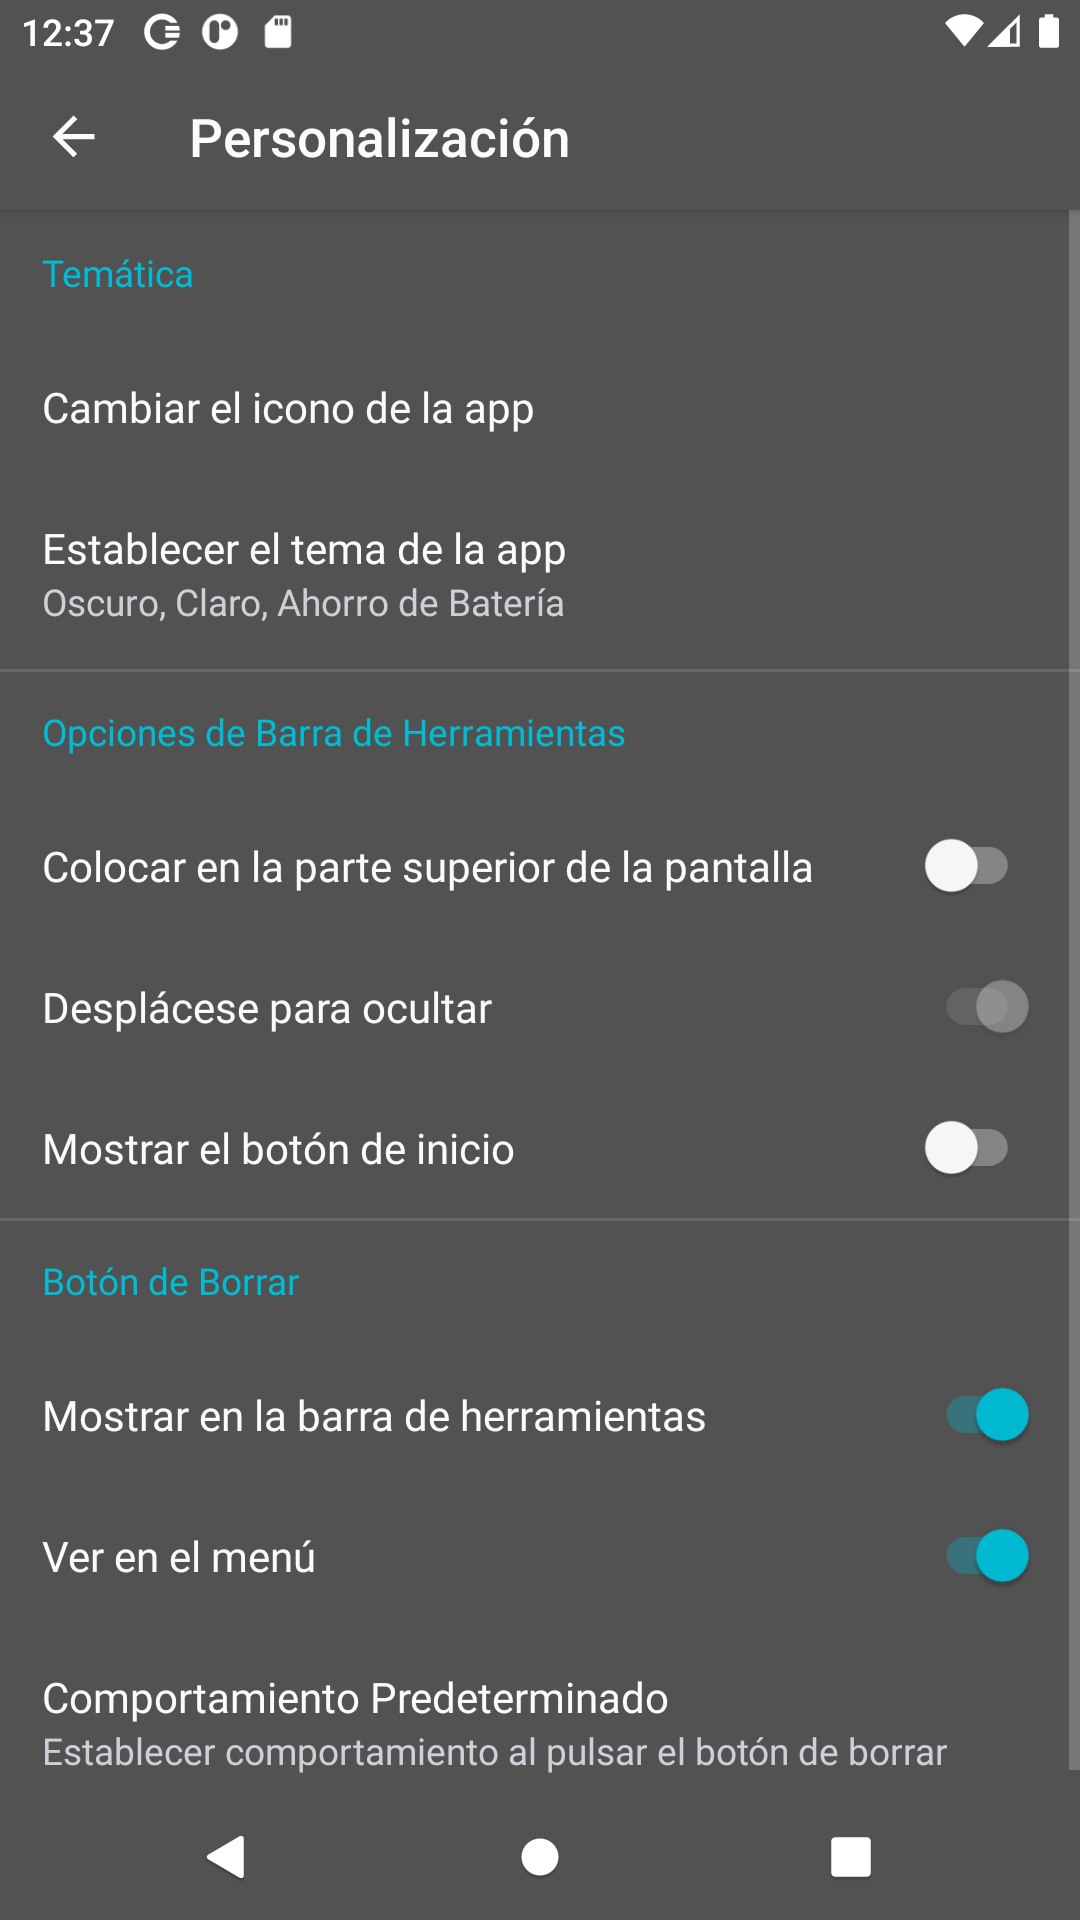 12:37
Personalización
Temática
Cambiar el icono de la app
Establecer el tema de la app
Oscuro, Claro, Ahorro de Batería
Opciones de Barra de Herramientas
Colocar en la parte superior de la pantalla
Desplácese para ocultar
Mostrar el botón de inicio
Botón de Borrar
Mostrar en la barra de herramientas
Ver en el menú
Comportamiento Predeterminado
Establecer comportamiento al pulsar el botón de borrar